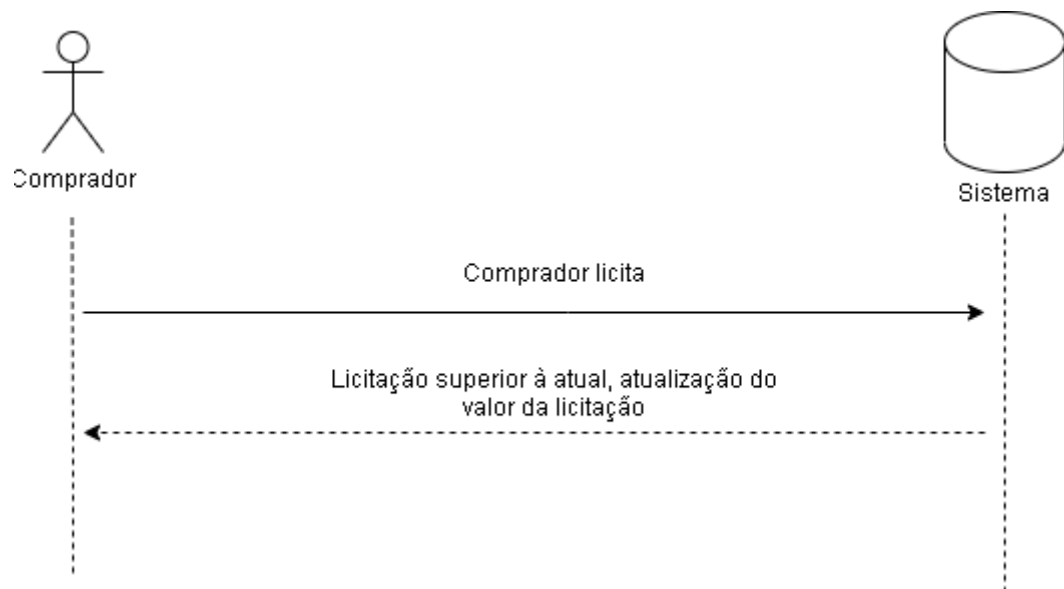 Comprador
Sistema
Comprador licita
Licitação superior à atual, atualização do
valor da licitação